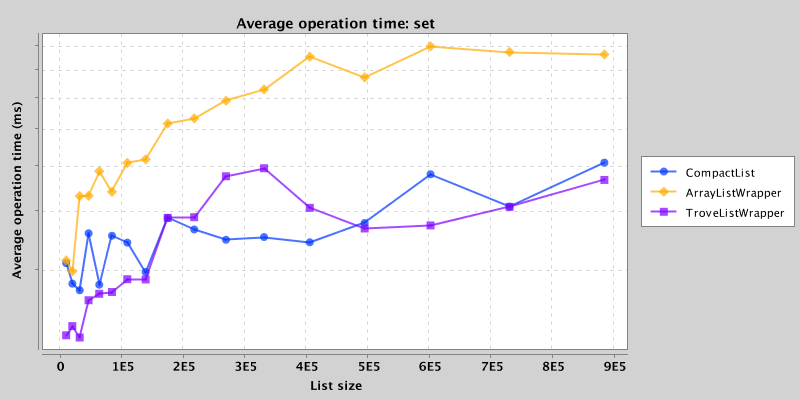 Average operation time: set
Average operation time (ms)
0 1E5 2E5 3E5 4E5 5E5 6E5 7E5 8E5 9E5
List size
CompactList
ArrayListWrapper
TroveListWrapper